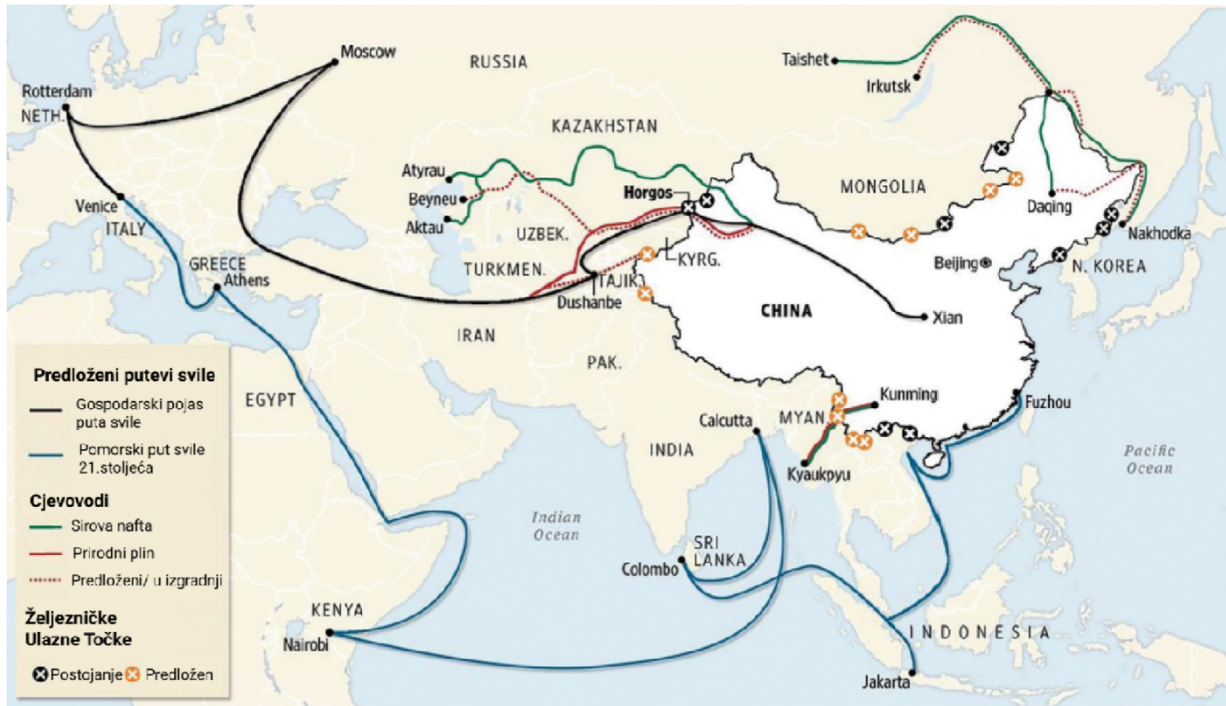 Moscow
RUSSIA
Taishet
Irkutsk
Rotterdam
NETH.
KAZAKHSTAN
Atyrau
Beyneu
Aktau
Horgos
MONGOLIA
Daqing
Nakhodka
Venice
ITALY
UZBEK.
TURKMEN.
KYRG.
TAJIK.
Dushanbe
Beijing
N. KOREA
GREECE
Athens
CHINA
Xian
IRAN
PAK.
EGYPT
Kunming
Fuzhou
MYAN
Calcutta
INDIA
Kyaukpyu
Pacific
Ocean
Indian
Ocean
SRI
LANKA
Colombo
KENYA
Nairobi
INDONESIA
Jakarta
Predloženi putevi svile
Gospodarski pojas
puta svile
Pomorski put svile
21.stoljeća
Cjevovodi
Sirova nafta
Prirodni plin
Predloženi/ u izgradnji
Željezničke
Ulazne Točke
Postojanje Predložen